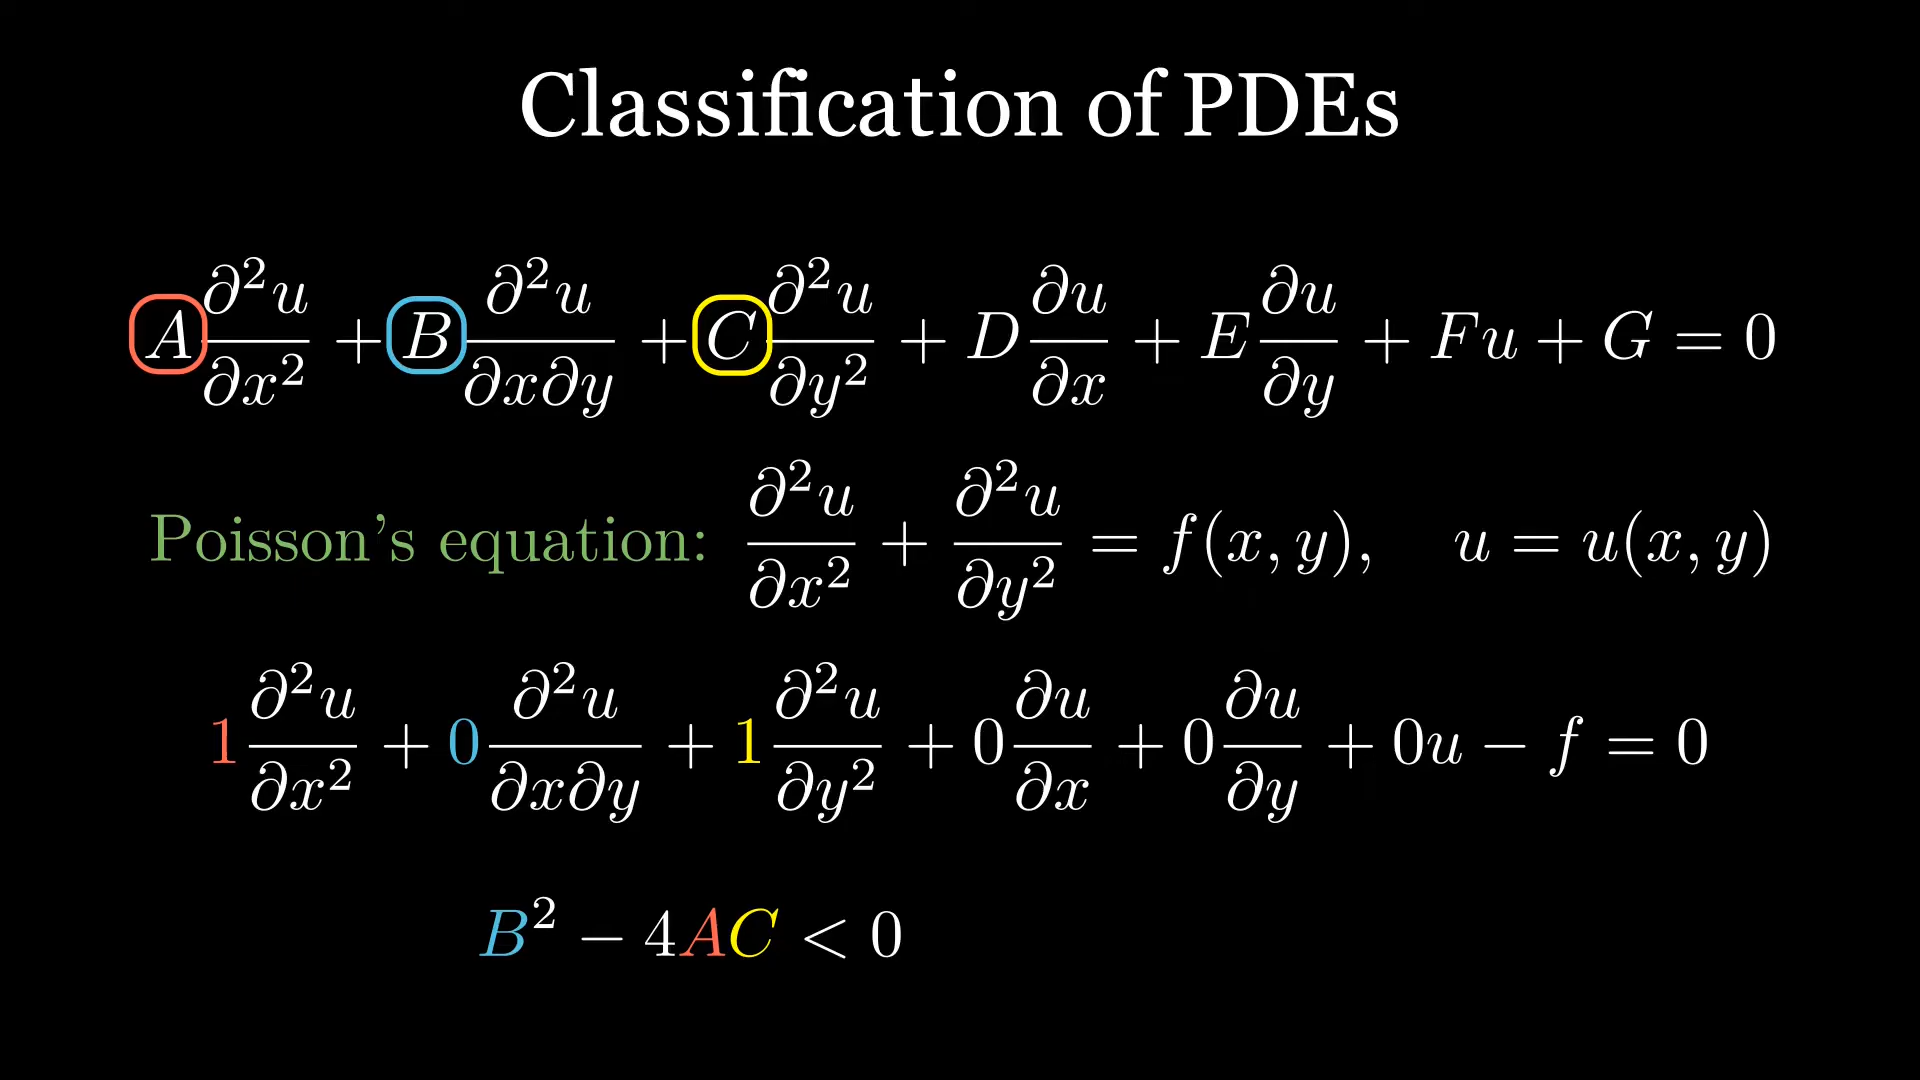 Classification of PDEs
A ∂²u/∂x² + B ∂²u/∂x∂y + C ∂²u/∂y² + D ∂u/∂x + E ∂u/∂y + Fu + G = 0
Poisson's equation: ∂²u/∂x² + ∂²u/∂y² = f(x, y), u = u(x, y)
1 ∂²u/∂x² + 0 ∂²u/∂x∂y + 1 ∂²u/∂y² + 0 ∂u/∂x + 0 ∂u/∂y + 0u − f = 0
B² − 4AC < 0